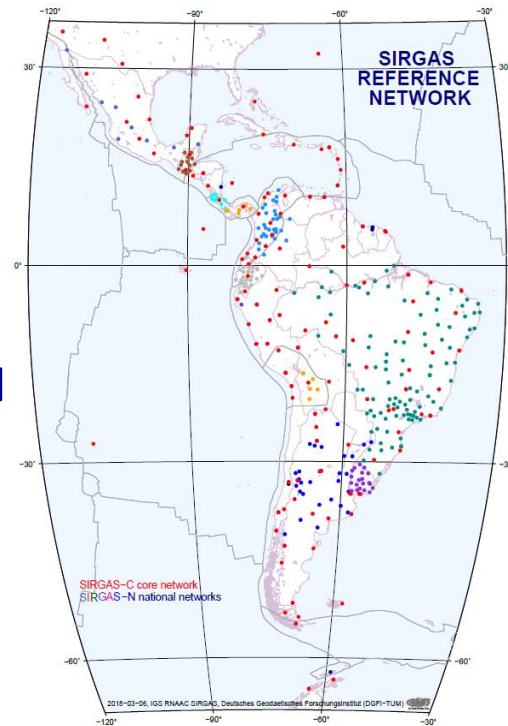 −120° −90° −60° −30°
SIRGAS
REFERENCE
NETWORK
30°
0°
−30° −3
SIRGAS−C core network
SIRGAS−N national networks
−60° −60°
2018−03−06, IGS RNAAC SIRGAS, Deutsches Geodaetisches Forschungsinstitut (DGFI−TUM)
−120° −90° −60° −30°